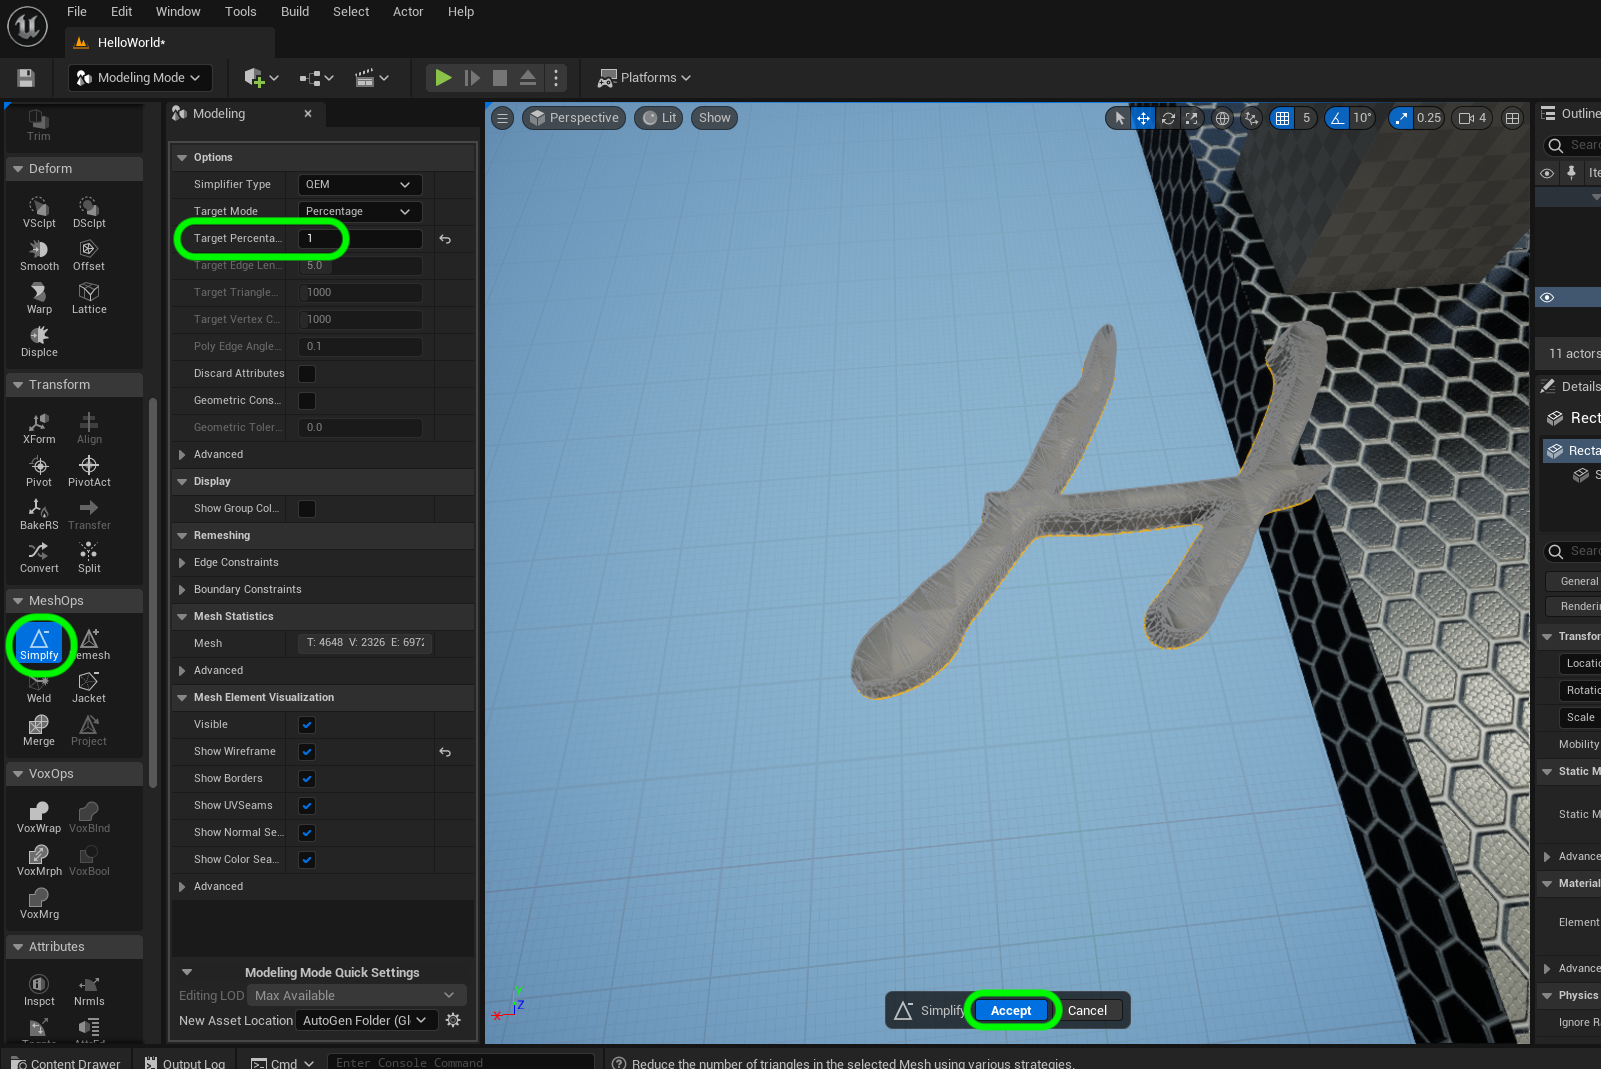 File Edit Window Tools Build Select Actor Help
HelloWorld*
Modeling Mode
Platforms
Trim
Deform
VSclpt DSclpt
Smooth Offset
Warp Lattice
Displce
Transform
XForm Align
Pivot PivotAct
BakeRS Transfer
Convert Split
MeshOps
Simplfy emesh
Weld Jacket
Merge Project
VoxOps
VoxWrap VoxBlnd
VoxMrph VoxBool
VoxMrg
Attributes
Inspct Nrmls
Modeling
Options
Simplifier Type QEM
Target Mode Percentage
Target Percenta... 1
Target Edge Len... 5.0
Target Triangle... 1000
Target Vertex C... 1000
Poly Edge Angle... 0.1
Discard Attributes
Geometric Cons...
Geometric Toler... 0.0
Advanced
Display
Show Group Col...
Remeshing
Edge Constraints
Boundary Constraints
Mesh Statistics
Mesh T: 4648 V: 2326 E: 6972
Advanced
Mesh Element Visualization
Visible
Show Wireframe
Show Borders
Show UVSeams
Show Normal Se...
Show Color Sea...
Advanced
Modeling Mode Quick Settings
Editing LOD Max Available
New Asset Location AutoGen Folder (Gl
Perspective Lit Show
5 10° 0.25 4
X Y Z
Simplify Accept Cancel
Outline
Sear
Ite
11 actors
Details
Rect
Recta
S
Sear
General
Renderi
Transfor
Locatio
Rotatio
Scale
Mobility
Static M
Static M
Advance
Material
Element
Advance
Physics
Ignore R
Content Drawer Output Log Cmd Enter Console Command
Reduce the number of triangles in the selected Mesh using various strategies.